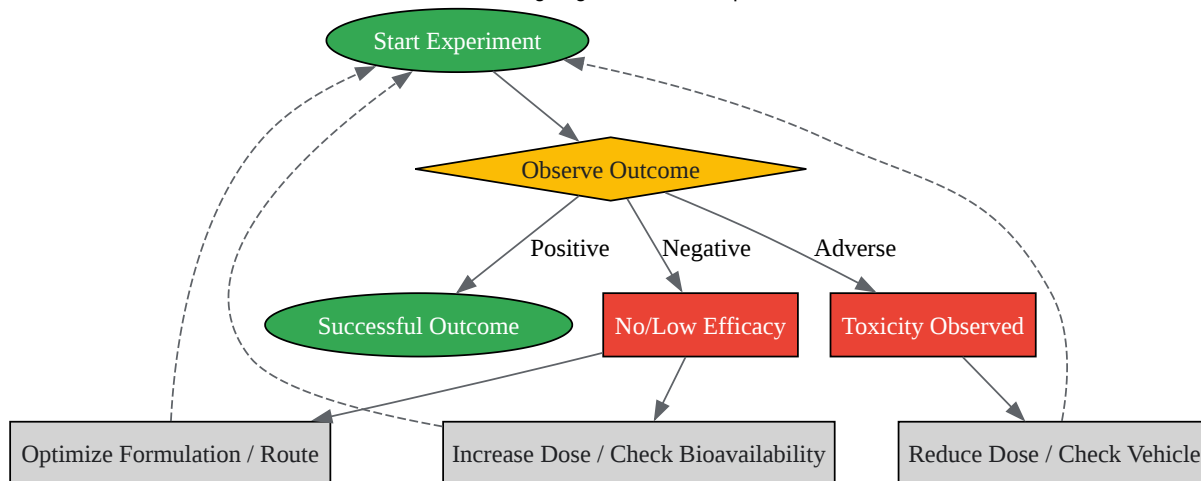 Start Experiment
Observe Outcome
Positive
Negative
Adverse
Successful Outcome
No/Low Efficacy
Toxicity Observed
Optimize Formulation / Route
Increase Dose / Check Bioavailability
Reduce Dose / Check Vehicle